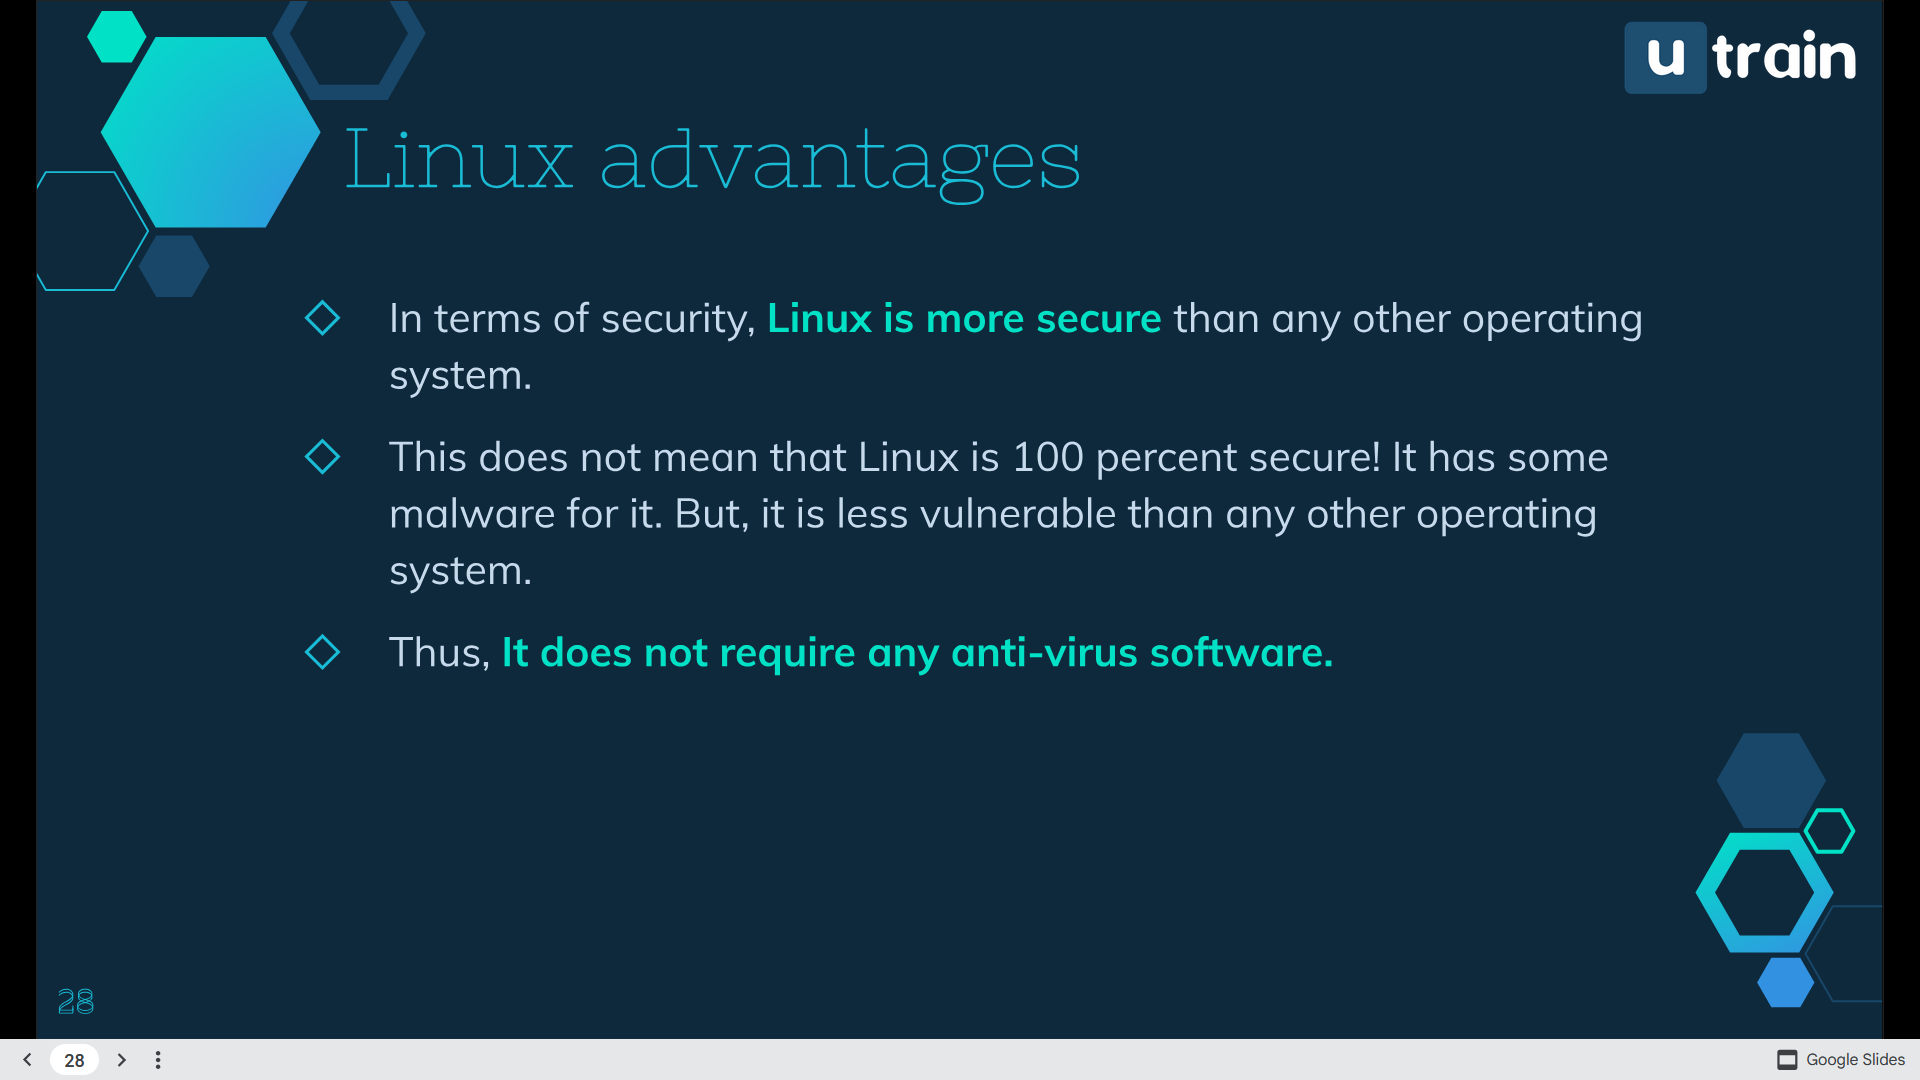 u train
Linux advantages
In terms of security, Linux is more secure than any other operating
system.
This does not mean that Linux is 100 percent secure! It has some
malware for it. But, it is less vulnerable than any other operating
system.
Thus, It does not require any anti-virus software.
28
28
Google Slides